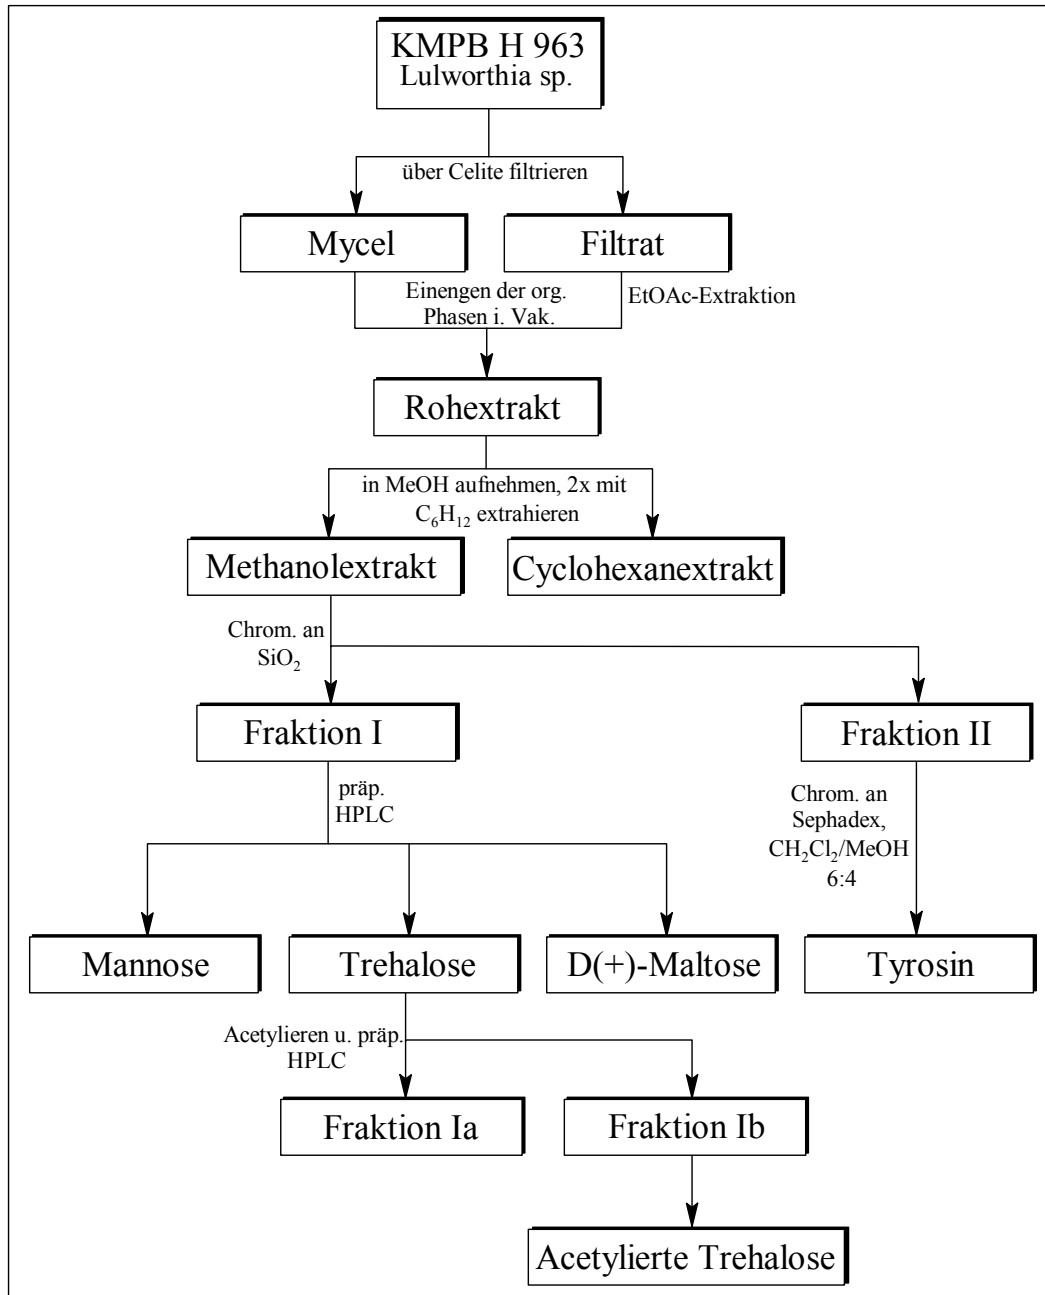 KMPB H 963
Lulworthia sp.
über Celite filtrieren
Mycel
Filtrat
Einengen der org.
Phasen i. Vak.
EtOAc-Extraktion
Rohextrakt
in MeOH aufnehmen, 2x mit
C₆H₁₂ extrahieren
Methanolextrakt
Cyclohexanextrakt
Chrom. an
SiO₂
Fraktion I
Fraktion II
präp.
HPLC
Chrom. an
Sephadex,
CH₂Cl₂/MeOH
6:4
Mannose
Trehalose
D(+)-Maltose
Tyrosin
Acetylieren u. präp.
HPLC
Fraktion Ia
Fraktion Ib
Acetylierte Trehalose